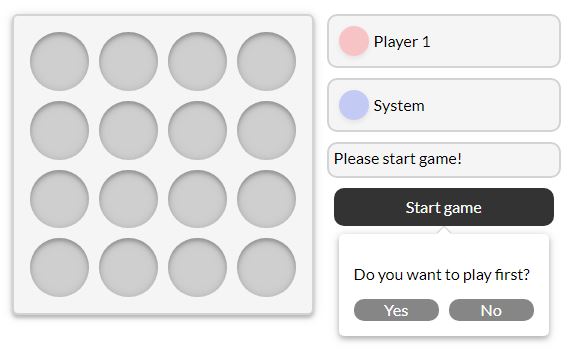 Player 1
System
Please start game!
Start game
Do you want to play first?
Yes No